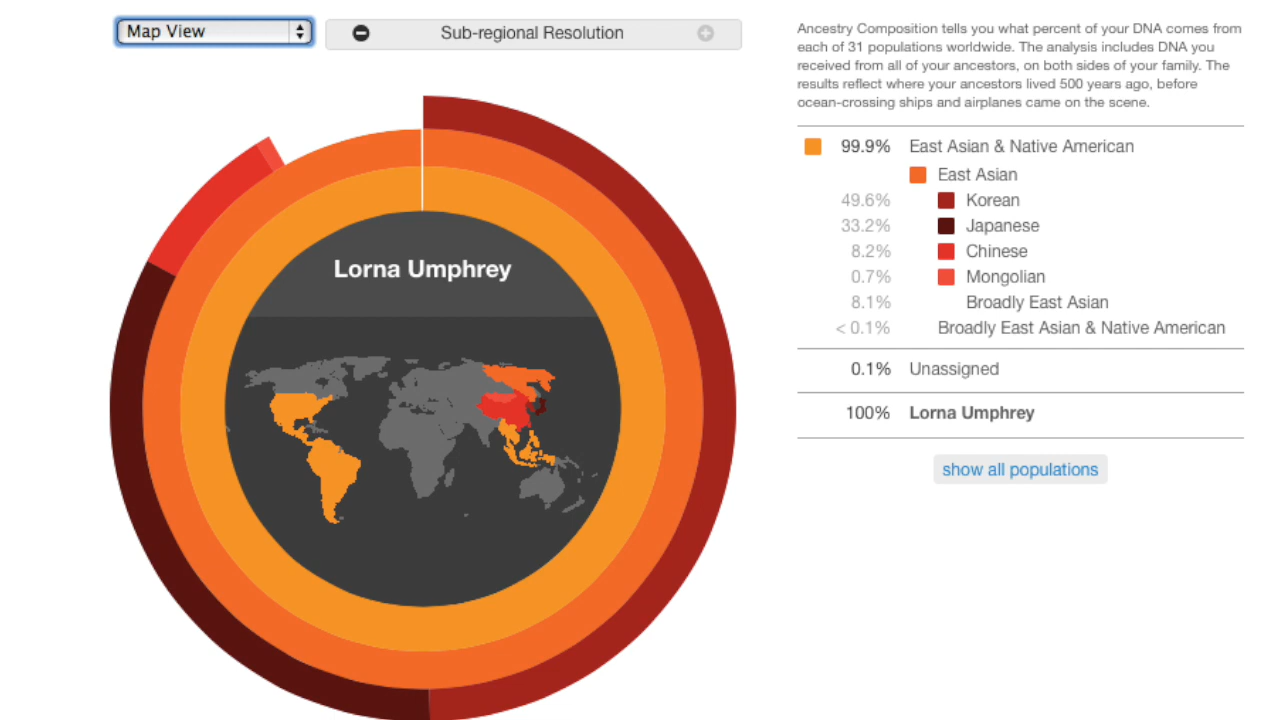 Map View
Sub-regional Resolution
Ancestry Composition tells you what percent of your DNA comes from
each of 31 populations worldwide. The analysis includes DNA you
received from all of your ancestors, on both sides of your family. The
results reflect where your ancestors lived 500 years ago, before
ocean-crossing ships and airplanes came on the scene.
Lorna Umphrey
99.9% East Asian & Native American
East Asian
49.6% Korean
33.2% Japanese
8.2% Chinese
0.7% Mongolian
8.1% Broadly East Asian
< 0.1% Broadly East Asian & Native American
0.1% Unassigned
100% Lorna Umphrey
show all populations